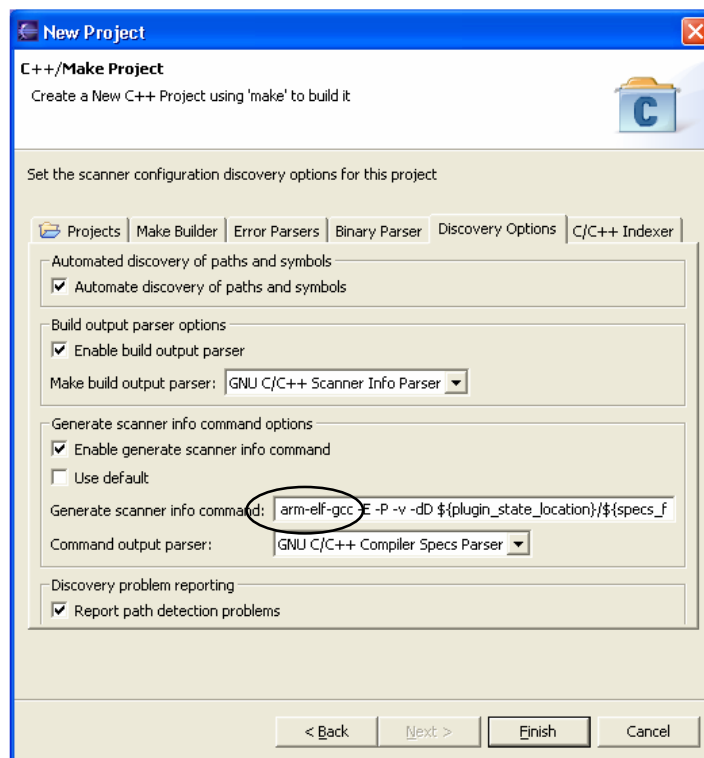 New Project
C++/Make Project
Create a New C++ Project using 'make' to build it
C
Set the scanner configuration discovery options for this project
Projects Make Builder Error Parsers Binary Parser Discovery Options C/C++ Indexer
Automated discovery of paths and symbols
Automate discovery of paths and symbols
Build output parser options
Enable build output parser
Make build output parser: GNU C/C++ Scanner Info Parser
Generate scanner info command options
Enable generate scanner info command
Use default
Generate scanner info command: arm-elf-gcc -E -P -v -dD ${plugin_state_location}/${specs_f
Command output parser: GNU C/C++ Compiler Specs Parser
Discovery problem reporting
Report path detection problems
< Back Next > Finish Cancel